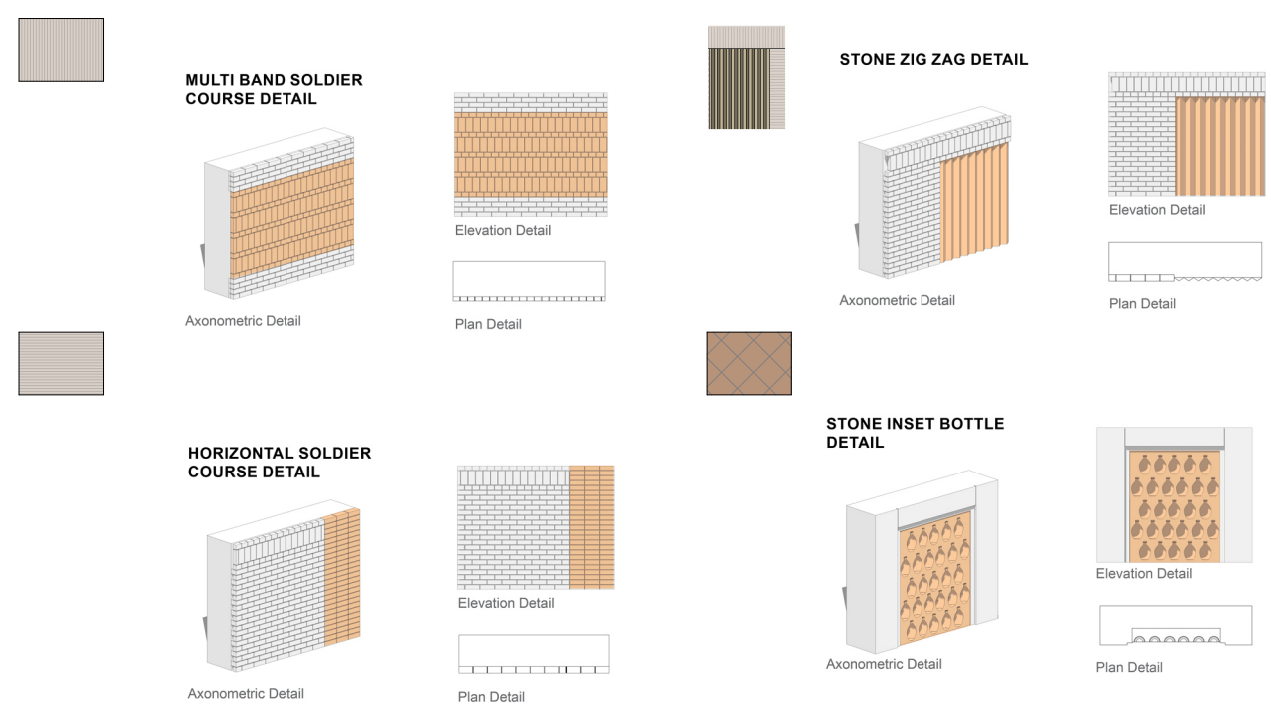 MULTI BAND SOLDIER
COURSE DETAIL
Elevation Detail
Axonometric Detail
Plan Detail
STONE ZIG ZAG DETAIL
Elevation Detail
Axonometric Detail
Plan Detail
HORIZONTAL SOLDIER
COURSE DETAIL
Elevation Detail
Axonometric Detail
Plan Detail
STONE INSET BOTTLE
DETAIL
Elevation Detail
Axonometric Detail
Plan Detail